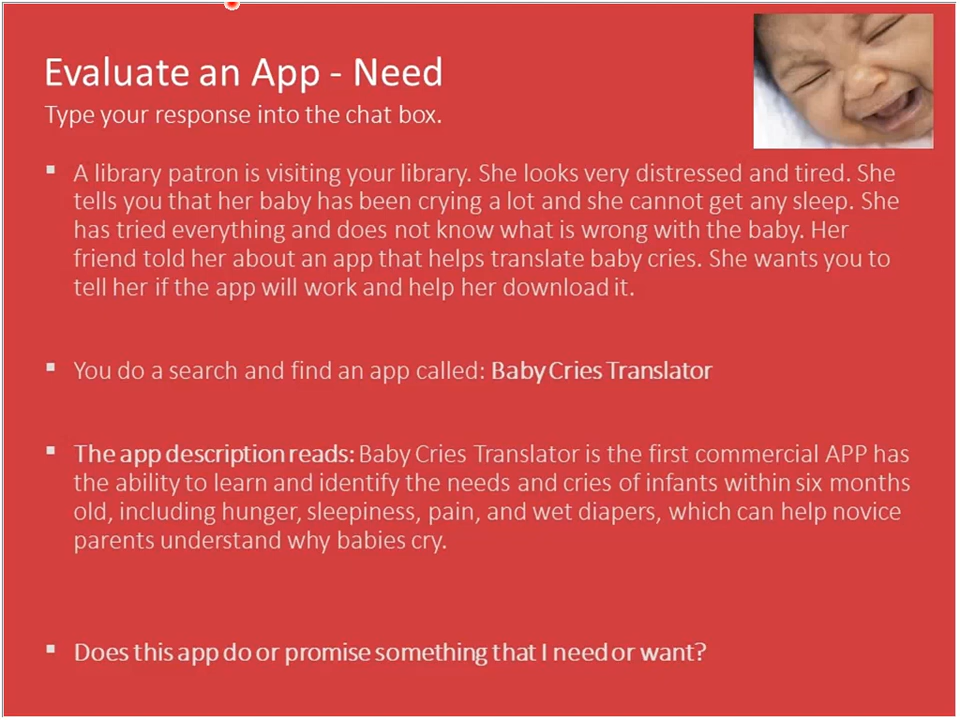 Evaluate an App - Need
Type your response into the chat box.
▪ A library patron is visiting your library. She looks very distressed and tired. She
tells you that her baby has been crying a lot and she cannot get any sleep. She
has tried everything and does not know what is wrong with the baby. Her
friend told her about an app that helps translate baby cries. She wants you to
tell her if the app will work and help her download it.
▪ You do a search and find an app called: Baby Cries Translator
▪ The app description reads: Baby Cries Translator is the first commercial APP has
the ability to learn and identify the needs and cries of infants within six months
old, including hunger, sleepiness, pain, and wet diapers, which can help novice
parents understand why babies cry.
▪ Does this app do or promise something that I need or want?